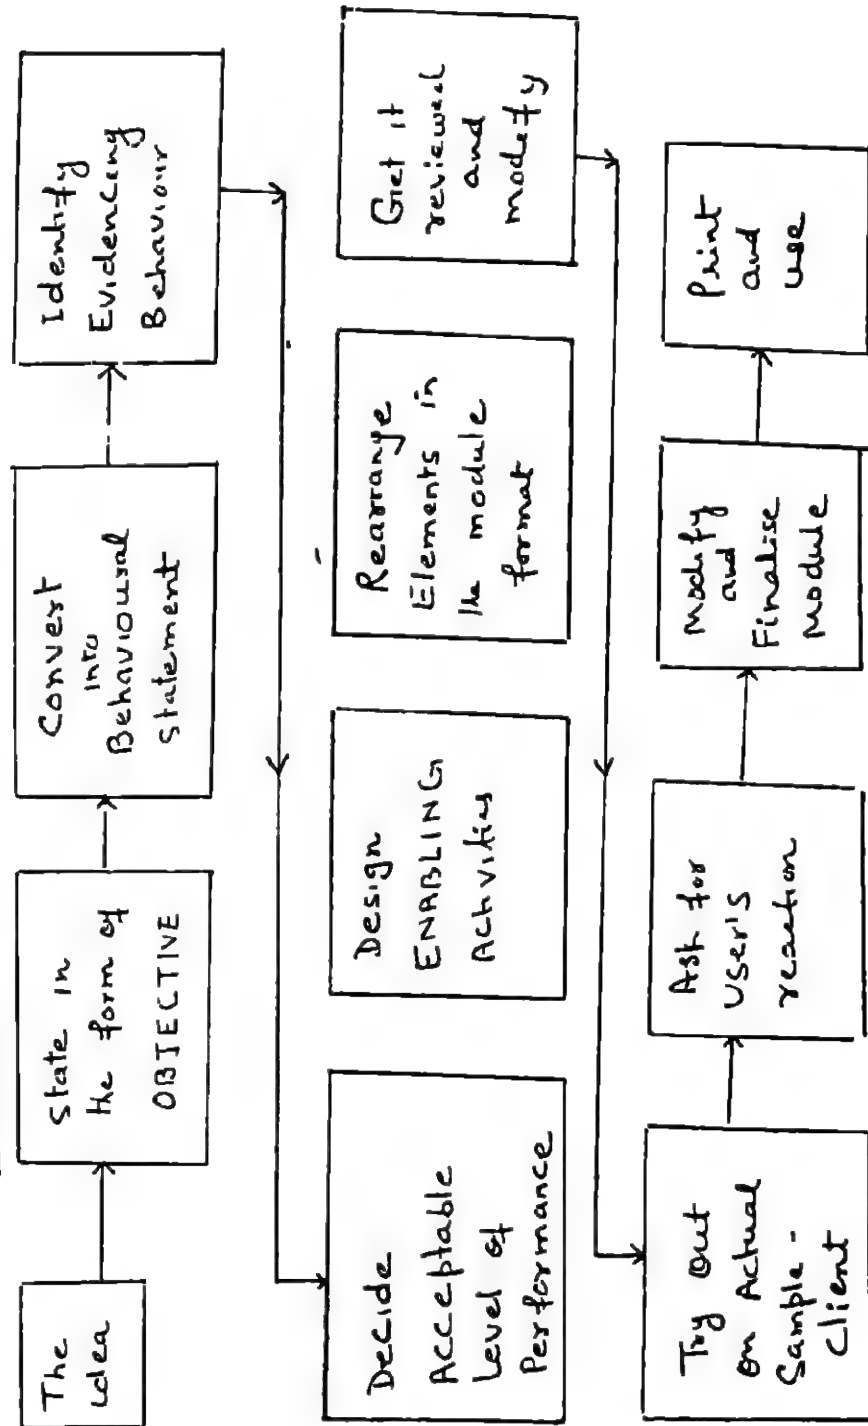 The
idea
State in
the form of
OBJECTIVE
Convert
into
Behavioural
Statement
Identify
Evidencing
Behaviour
Decide
Acceptable
Level of
Performance
Design
ENABLING
Activities
Rearrange
Elements in
the module
format
Get it
reviewed
and
modify
Try out
on Actual
Sample-
Client
Ask for
User's
reaction
Modify
and
Finalise
Module
Print
and
use